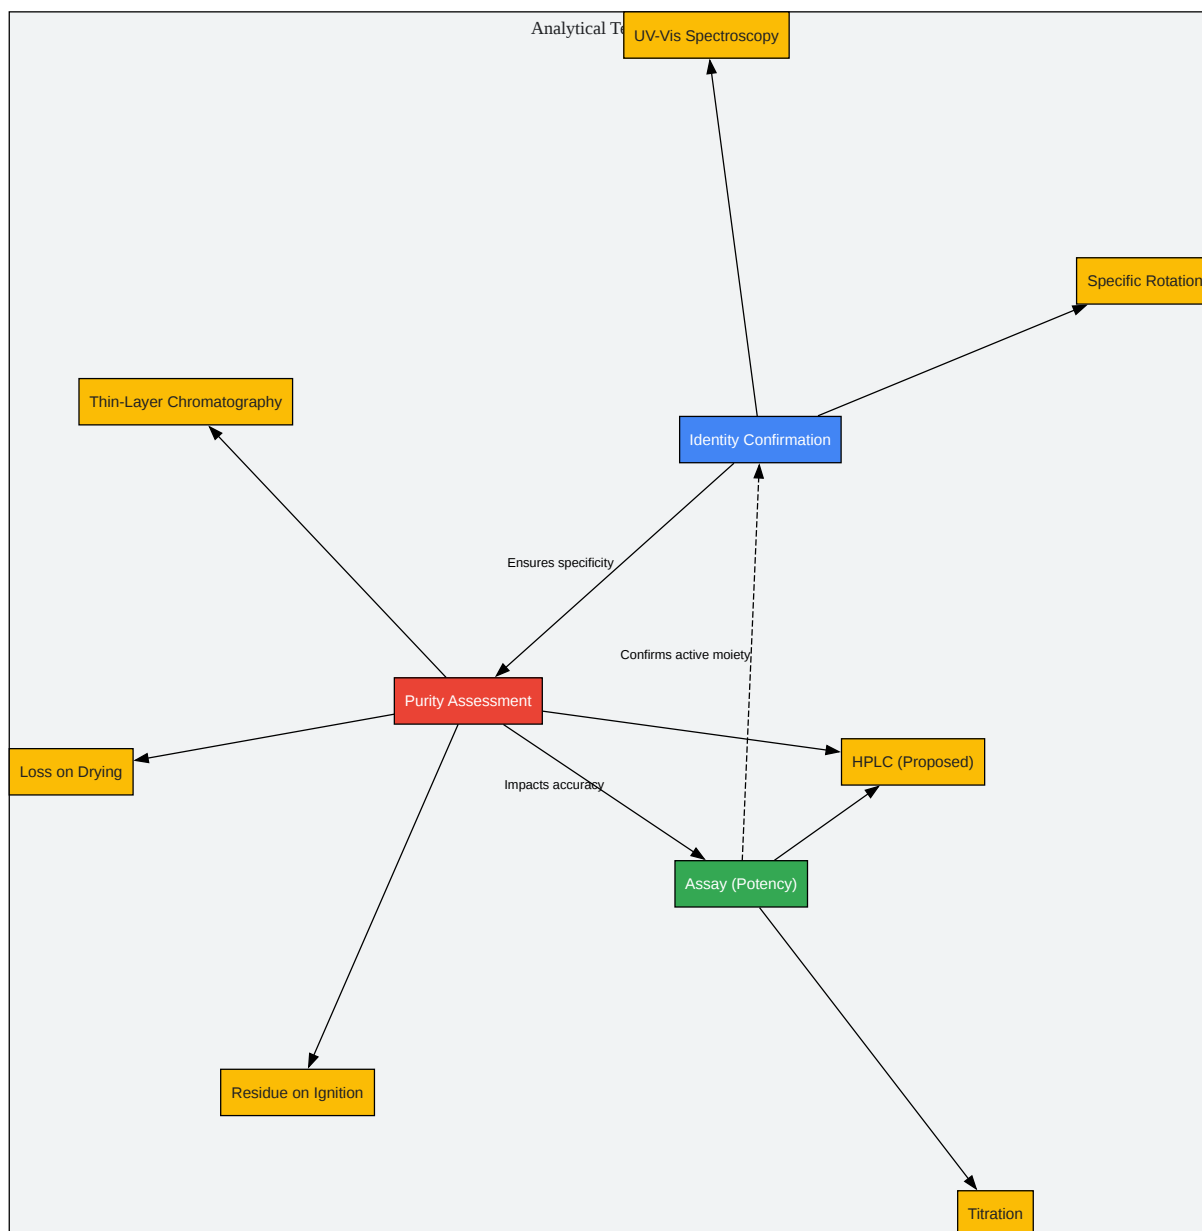 Analytical
UV-Vis Spectroscopy
Specific Rotation
Thin-Layer Chromatography
Identity Confirmation
Ensures specificity
Confirms active moiety
Purity Assessment
Loss on Drying
HPLC (Proposed)
Impacts accuracy
Assay (Potency)
Residue on Ignition
Titration